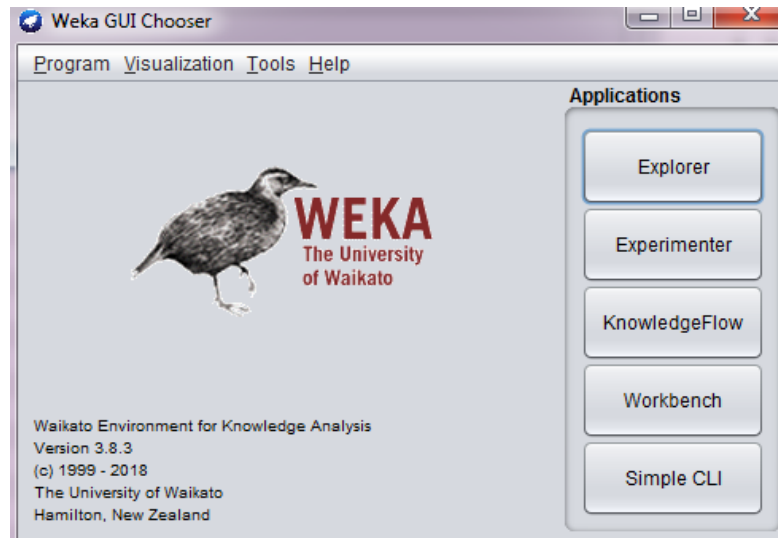 Weka GUI Chooser
Program Visualization Tools Help
Applications
Explorer
WEKA
The University
of Waikato
Experimenter
KnowledgeFlow
Workbench
Simple CLI
Waikato Environment for Knowledge Analysis
Version 3.8.3
(c) 1999 - 2018
The University of Waikato
Hamilton, New Zealand